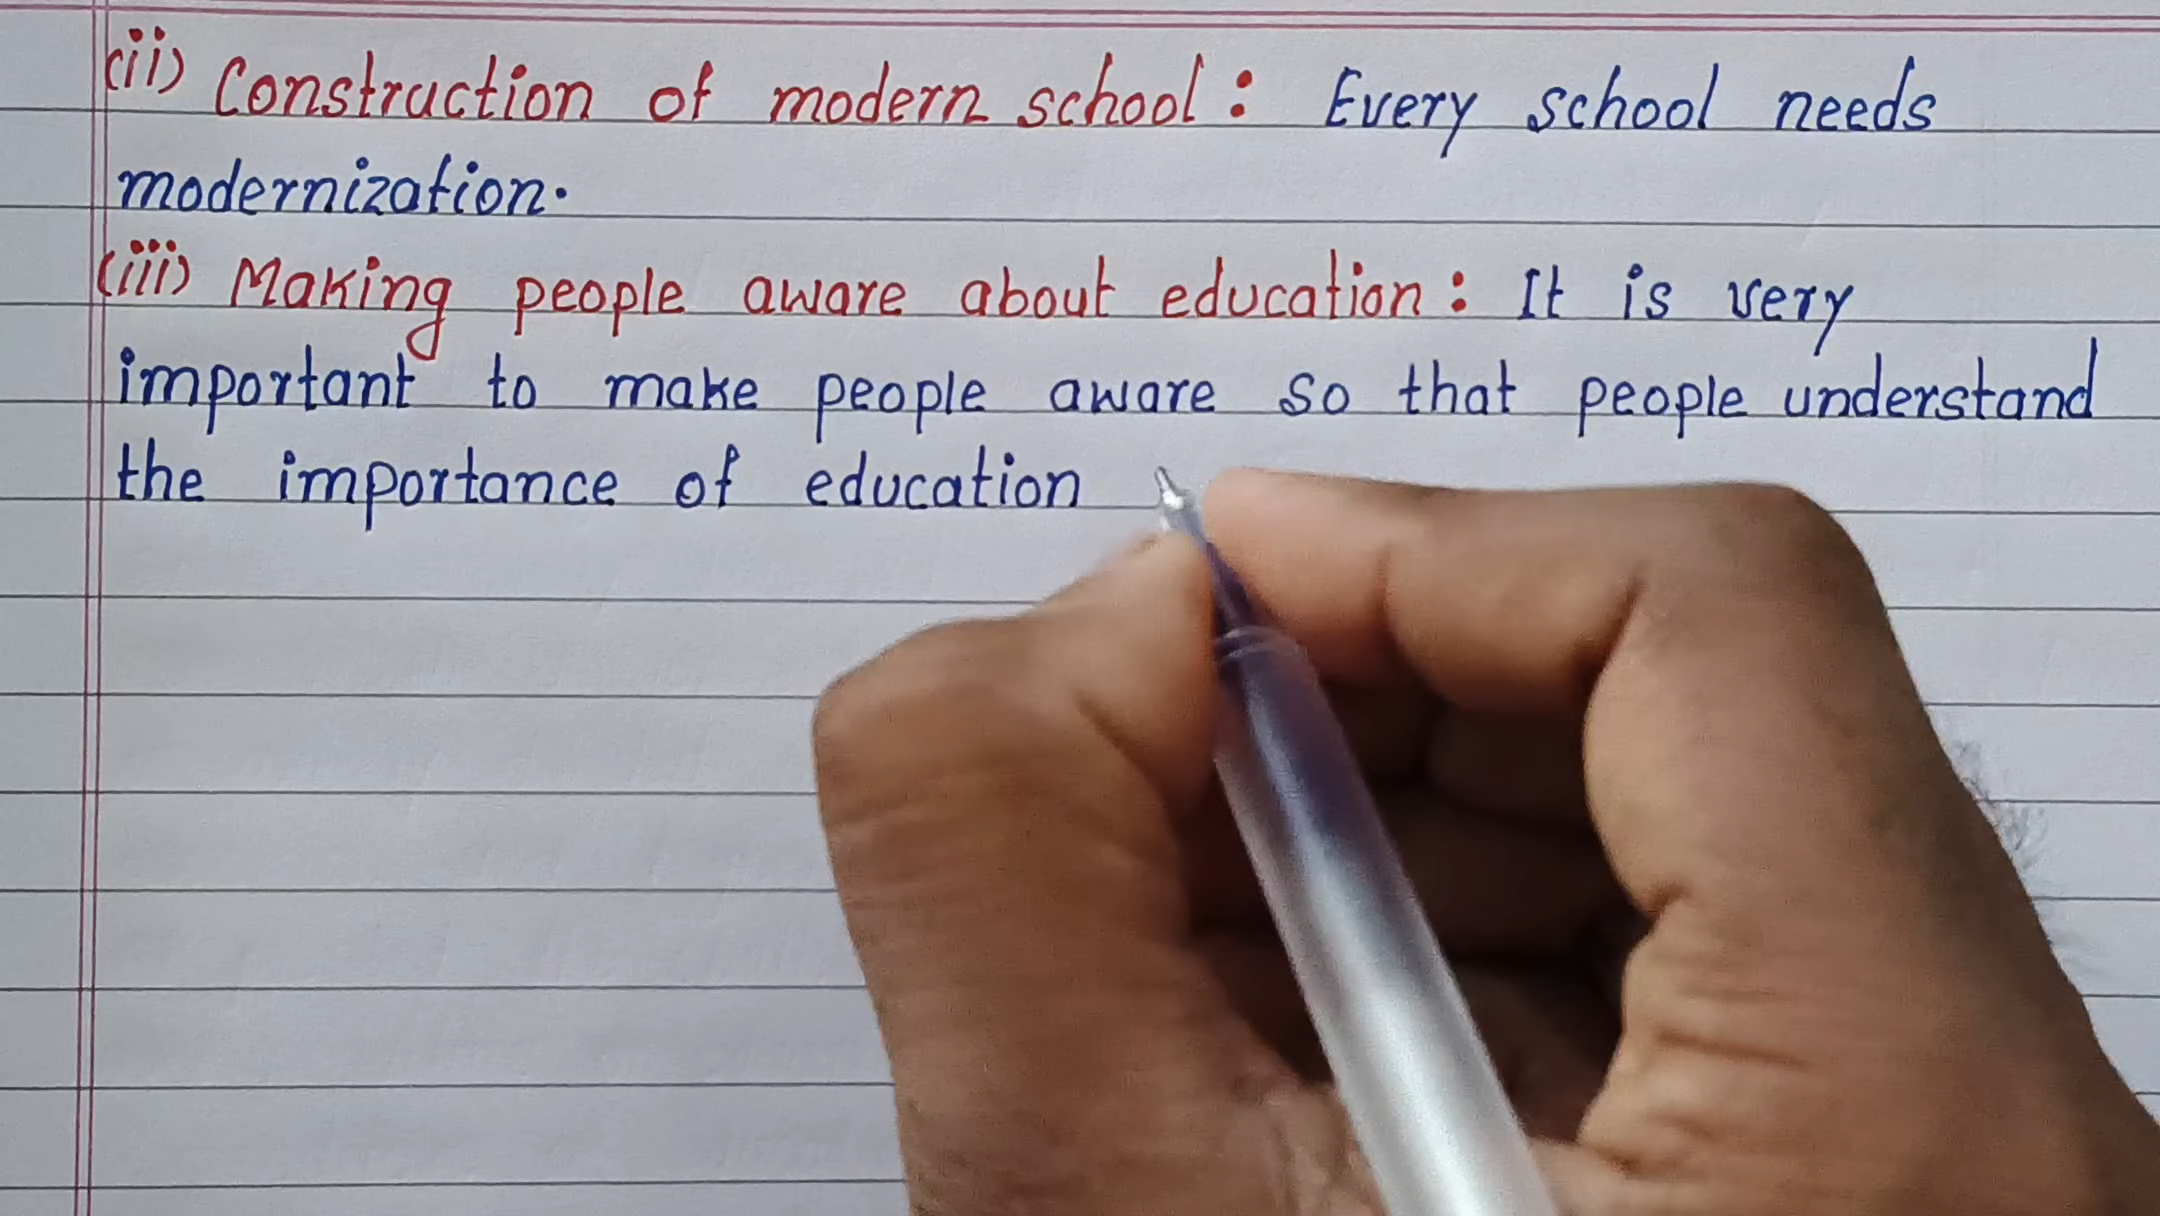 (ii) Construction of modern school : Every school needs
modernization.
(iii) Making people aware about education : It is very
important to make people aware so that people understand
the importance of education